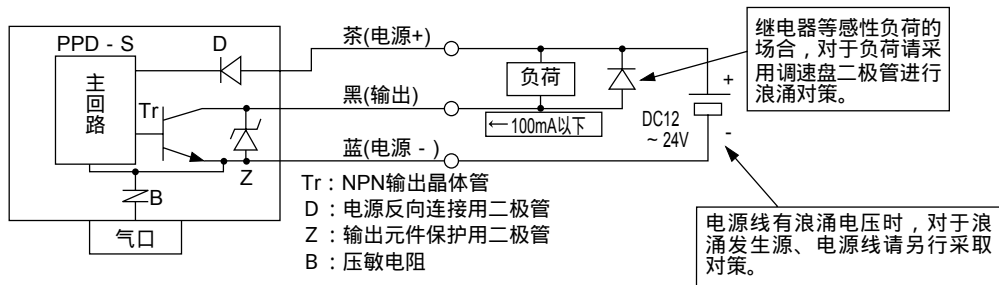 PPD - S
D
主回路
Tr
Z
B
气口
茶(电源+)
黑(输出)
蓝(电源 - )
负荷
←100mA以下
DC12
~ 24V
+
-
继电器等感性负荷的
场合，对于负荷请采
用调速盘二极管进行
浪涌对策。
Tr：NPN输出晶体管
D：电源反向连接用二极管
Z：输出元件保护用二极管
B：压敏电阻
电源线有浪涌电压时，对于浪
涌发生源、电源线请另行采取
对策。